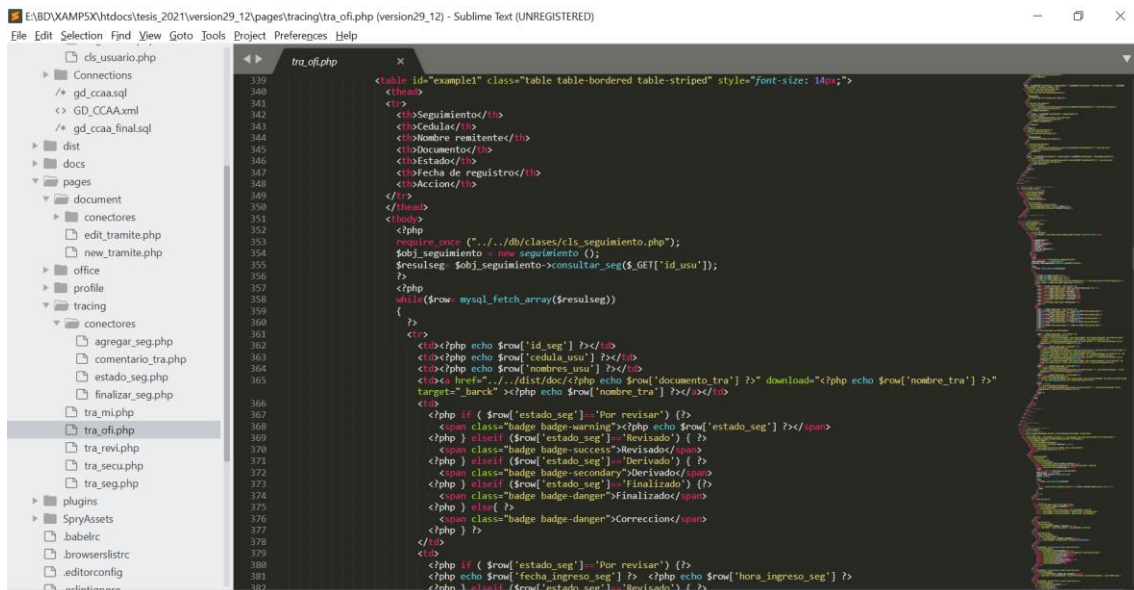 E:\BD\XAMP5X\htdocs\tesis_2021\version29_12\pages\tracing\tra_ofi.php (version29_12) - Sublime Text (UNREGISTERED)
File Edit Selection Find View Goto Tools Project Preferences Help
cls_usuario.php
Connections
/* gd_ccaa.sql
<> GD_CCAA.xml
/* gd_ccaa_final.sql
dist
docs
pages
document
conectores
edit_tramite.php
new_tramite.php
office
profile
tracing
conectores
agregar_seg.php
comentario_tra.php
estado_seg.php
finalizar_seg.php
tra_mi.php
tra_ofi.php
tra_revi.php
tra_secu.php
tra_seg.php
plugins
SpryAssets
.babelrc
.browserslistrc
.editorconfig
.eslintignore
tra_ofi.php ×
339 <table id="example1" class="table table-bordered table-striped" style="font-size: 14px;">
340 <thead>
341 <tr>
342 <th>Seguimiento</th>
343 <th>Cedula</th>
344 <th>Nombre remitente</th>
345 <th>Documento</th>
346 <th>Estado</th>
347 <th>Fecha de reguistro</th>
348 <th>Accion</th>
349 </tr>
350 </thead>
351 <tbody>
352 <?php
353 require_once ("../../db/clases/cls_seguimiento.php");
354 $obj_seguimiento = new seguimiento ();
355 $resulseg= $obj_seguimiento->consultar_seg($_GET['id_usu']);
356 ?>
357 <?php
358 while($row= mysql_fetch_array($resulseg))
359 {
360 ?>
361 <tr>
362 <td><?php echo $row['id_seg'] ?></td>
363 <td><?php echo $row['cedula_usu'] ?></td>
364 <td><?php echo $row['nombres_usu'] ?></td>
365 <td><a href="../../dist/doc/<?php echo $row['documento_tra'] ?>" download="<?php echo $row['nombre_tra'] ?>"
target="_barck" ><?php echo $row['nombre_tra'] ?></a></td>
366 <td>
367 <?php if ( $row['estado_seg']=='Por revisar') {?>
368 <span class="badge badge-warning"><?php echo $row['estado_seg'] ?></span>
369 <?php } elseif ($row['estado_seg']=='Revisado') { ?>
370 <span class="badge badge-success">Revisado</span>
371 <?php } elseif ($row['estado_seg']=='Derivado') { ?>
372 <span class="badge badge-secondary">Derivado</span>
373 <?php } elseif ($row['estado_seg']=='Finalizado') {?>
374 <span class="badge badge-danger">Finalizado</span>
375 <?php } else{ ?>
376 <span class="badge badge-danger">Correccion</span>
377 <?php } ?>
378 </td>
379 <td>
380 <?php if ( $row['estado_seg']=='Por revisar') {?>
381 <?php echo $row['fecha_ingreso_seg'] ?> <?php echo $row['hora_ingreso_seg'] ?>
382 <?php } elseif ($row['estado_seg']=='Revisado') { ?>